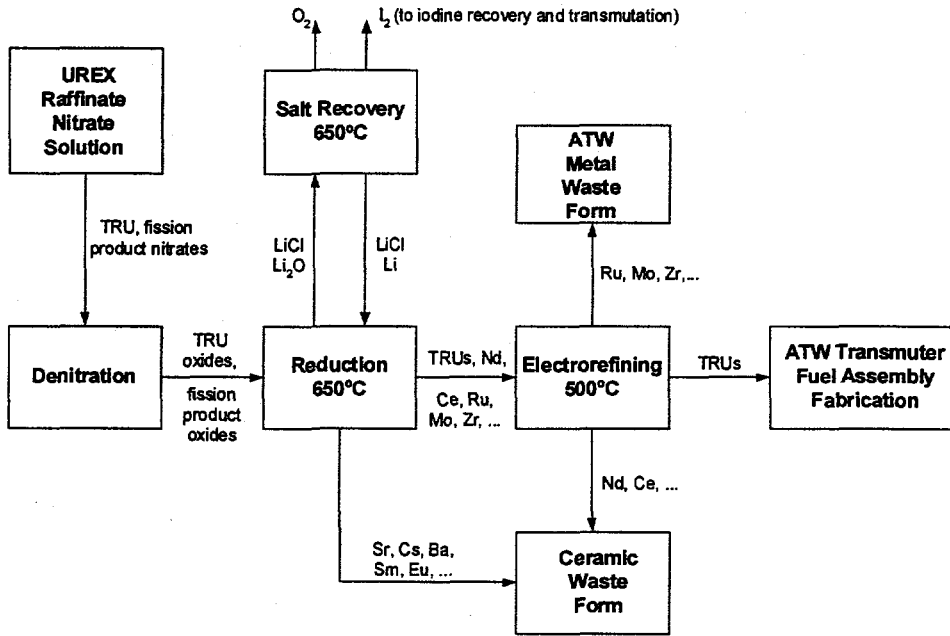 O₂
I₂ (to iodine recovery and transmutation)
UREX
Raffinate
Nitrate
Solution
Salt Recovery
650ºC
ATW
Metal
Waste
Form
TRU, fission
product nitrates
LiCl
Li₂O
LiCl
Li
Ru, Mo, Zr,...
Denitration
TRU
oxides,
fission
product
oxides
Reduction
650ºC
TRUs, Nd,
Ce, Ru,
Mo, Zr, ...
Electrorefining
500ºC
TRUs
ATW Transmuter
Fuel Assembly
Fabrication
Nd, Ce, ...
Sr, Cs, Ba,
Sm, Eu, ...
Ceramic
Waste
Form